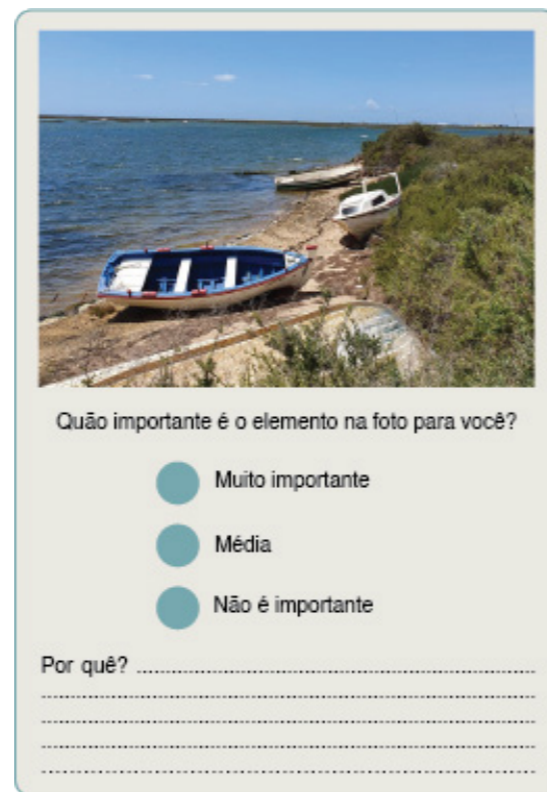 Quão importante é o elemento na foto para você?
Muito importante
Média
Não é importante
Por quê? ................................................................
................................................................
................................................................
................................................................
................................................................